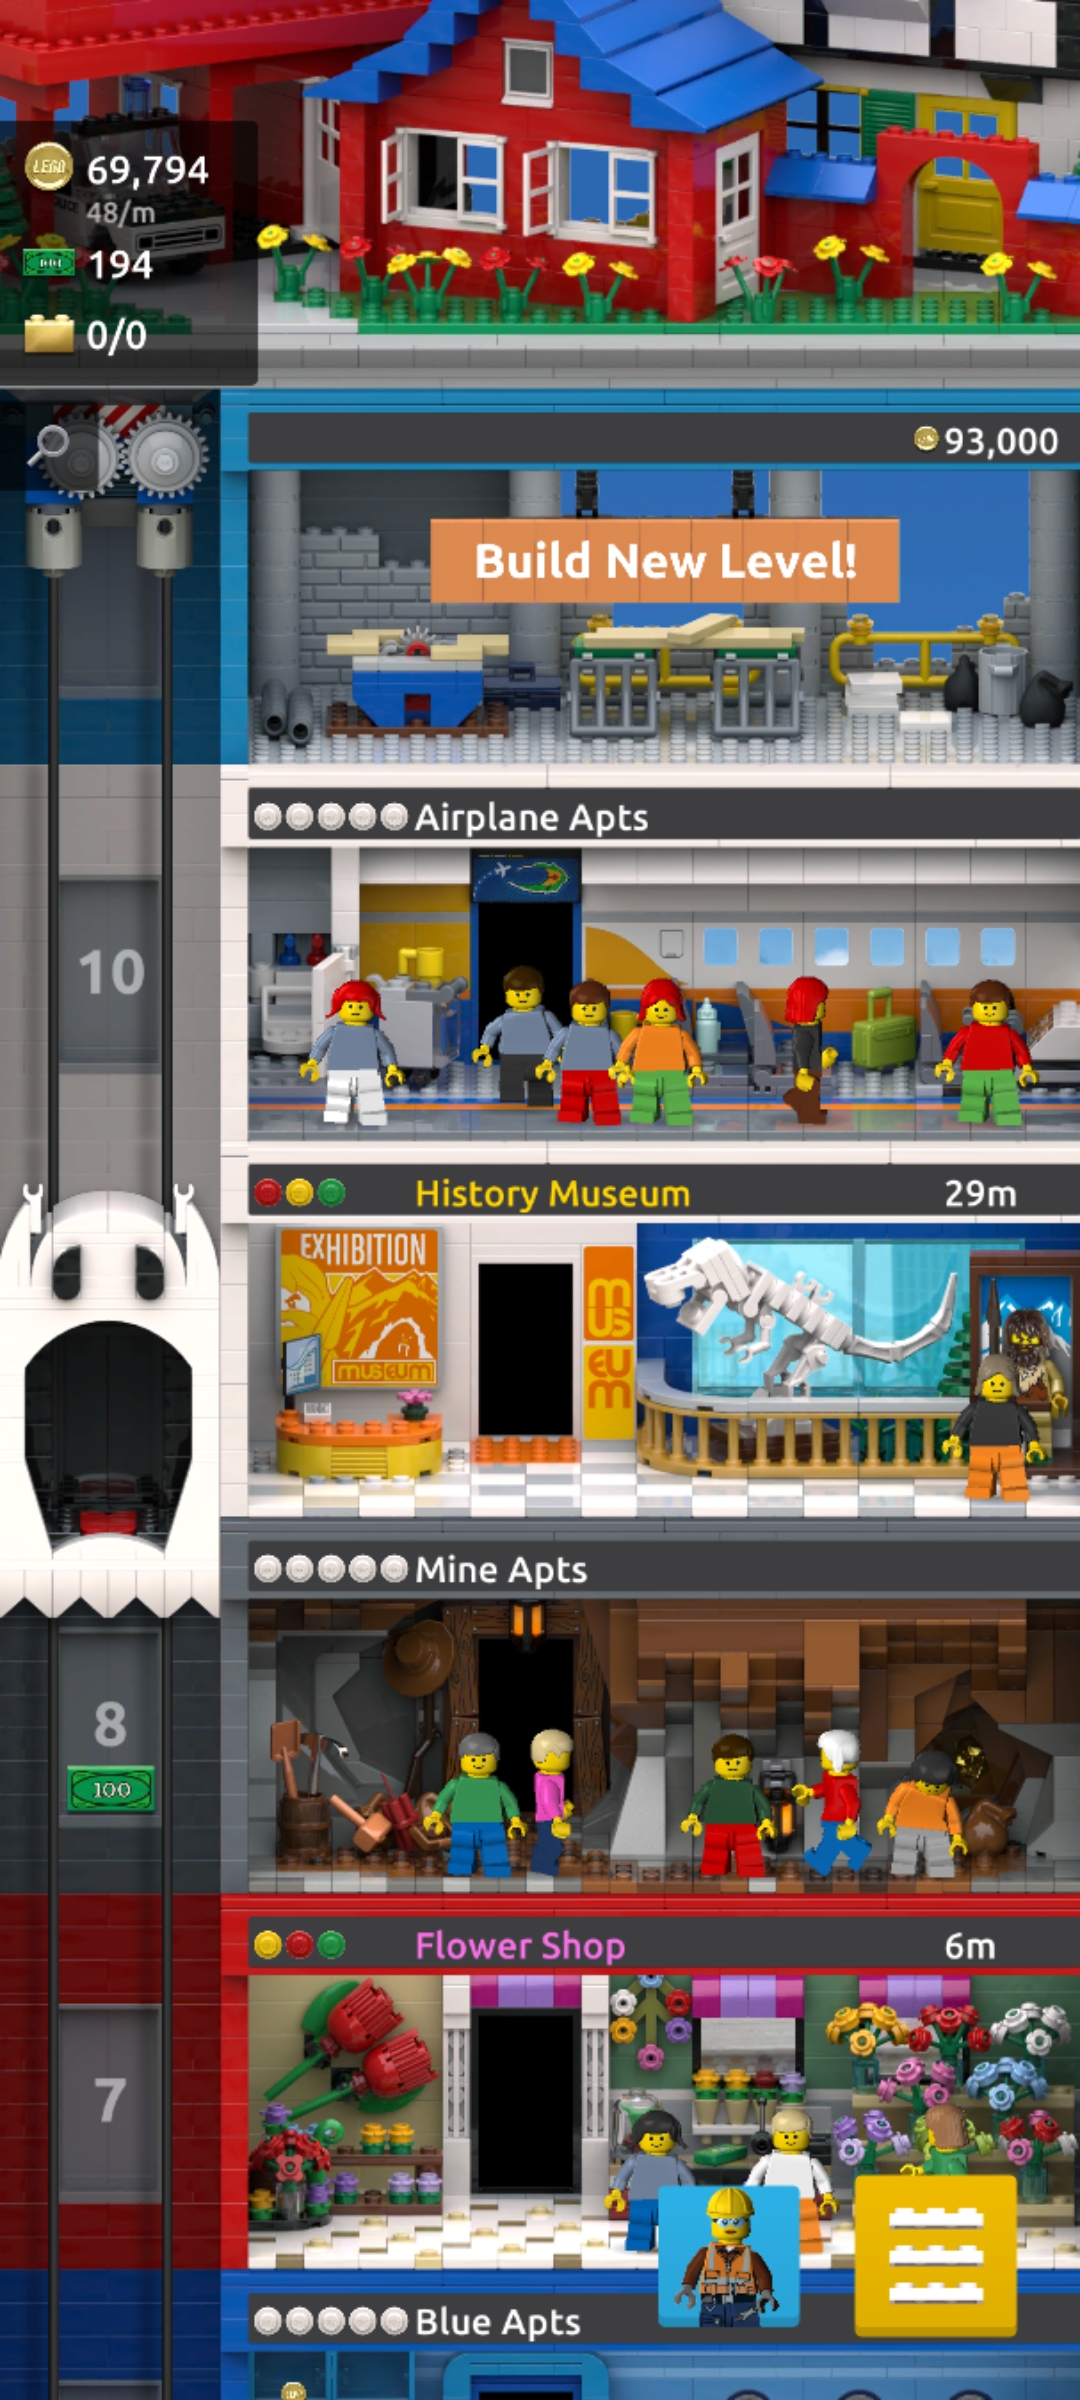 LEGO 69,794
48/m
100 194
0/0
93,000
Build New Level!
Airplane Apts
10
History Museum 29m
EXHIBITION
MUSEUM
MUS
EUM
Mine Apts
8
100
Flower Shop 6m
7
Blue Apts